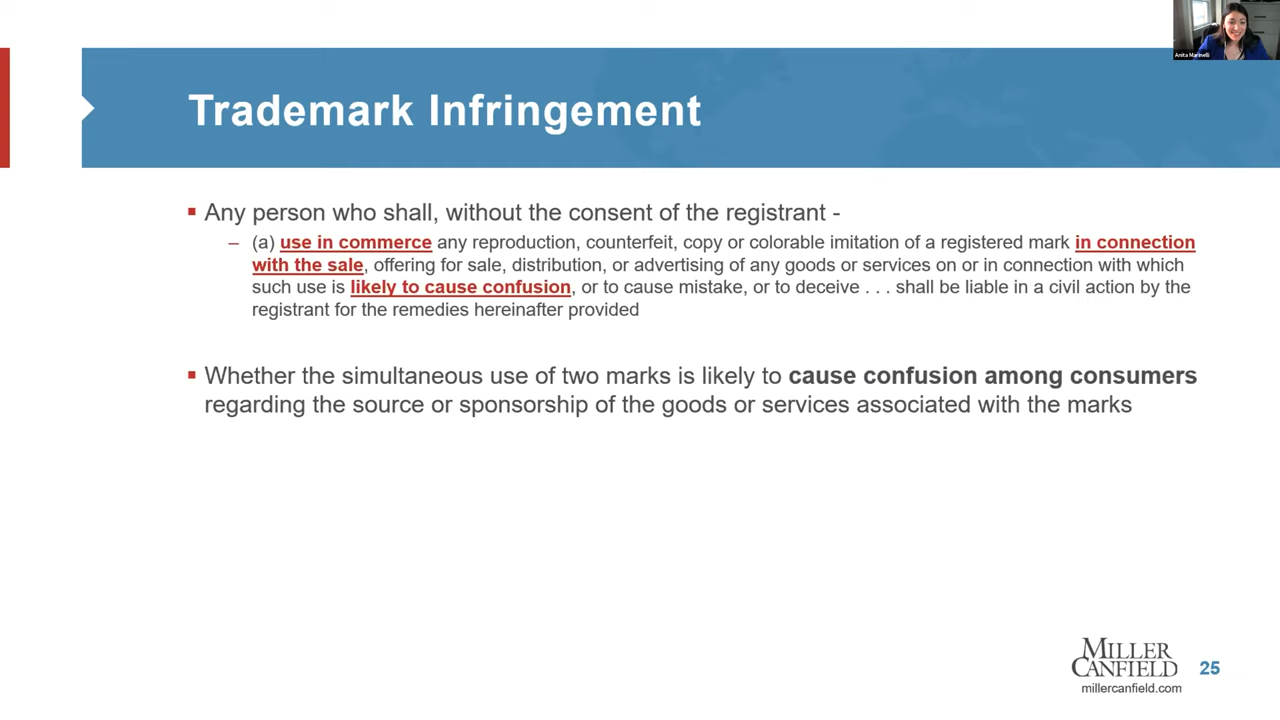 Anita Marinelli
Trademark Infringement
▪ Any person who shall, without the consent of the registrant -
– (a) use in commerce any reproduction, counterfeit, copy or colorable imitation of a registered mark in connection
with the sale, offering for sale, distribution, or advertising of any goods or services on or in connection with which
such use is likely to cause confusion, or to cause mistake, or to deceive . . . shall be liable in a civil action by the
registrant for the remedies hereinafter provided
▪ Whether the simultaneous use of two marks is likely to cause confusion among consumers
regarding the source or sponsorship of the goods or services associated with the marks
MILLER
CANFIELD
millercanfield.com
25